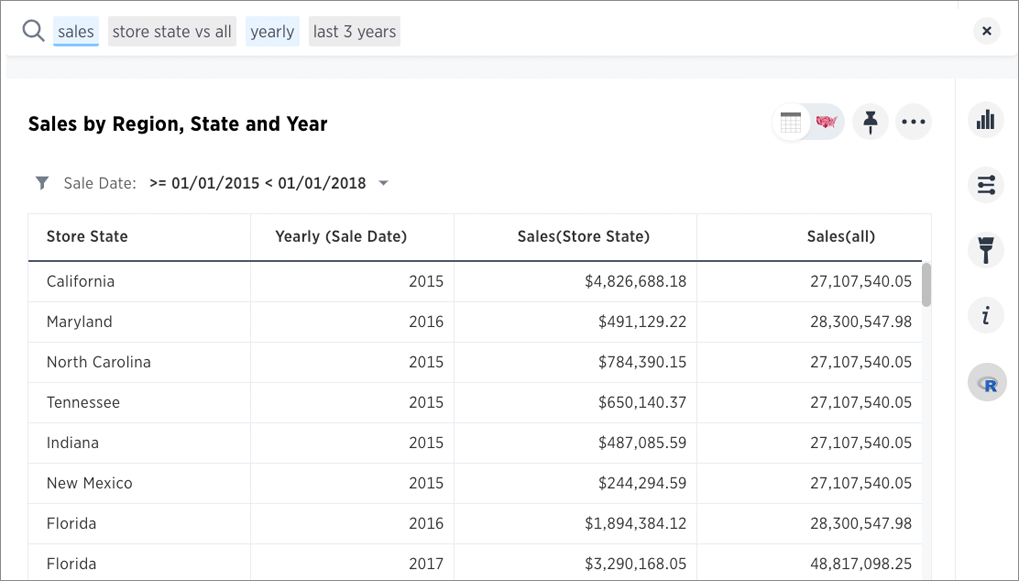 sales store state vs all yearly last 3 years
Sales by Region, State and Year
Sale Date: >= 01/01/2015 < 01/01/2018
Store State Yearly (Sale Date) Sales(Store State) Sales(all)
California 2015 $4,826,688.18 27,107,540.05
Maryland 2016 $491,129.22 28,300,547.98
North Carolina 2015 $784,390.15 27,107,540.05
Tennessee 2015 $650,140.37 27,107,540.05
Indiana 2015 $487,085.59 27,107,540.05
New Mexico 2015 $244,294.59 27,107,540.05
Florida 2016 $1,894,384.12 28,300,547.98
Florida 2017 $3,290,168.05 48,817,098.25
i
R